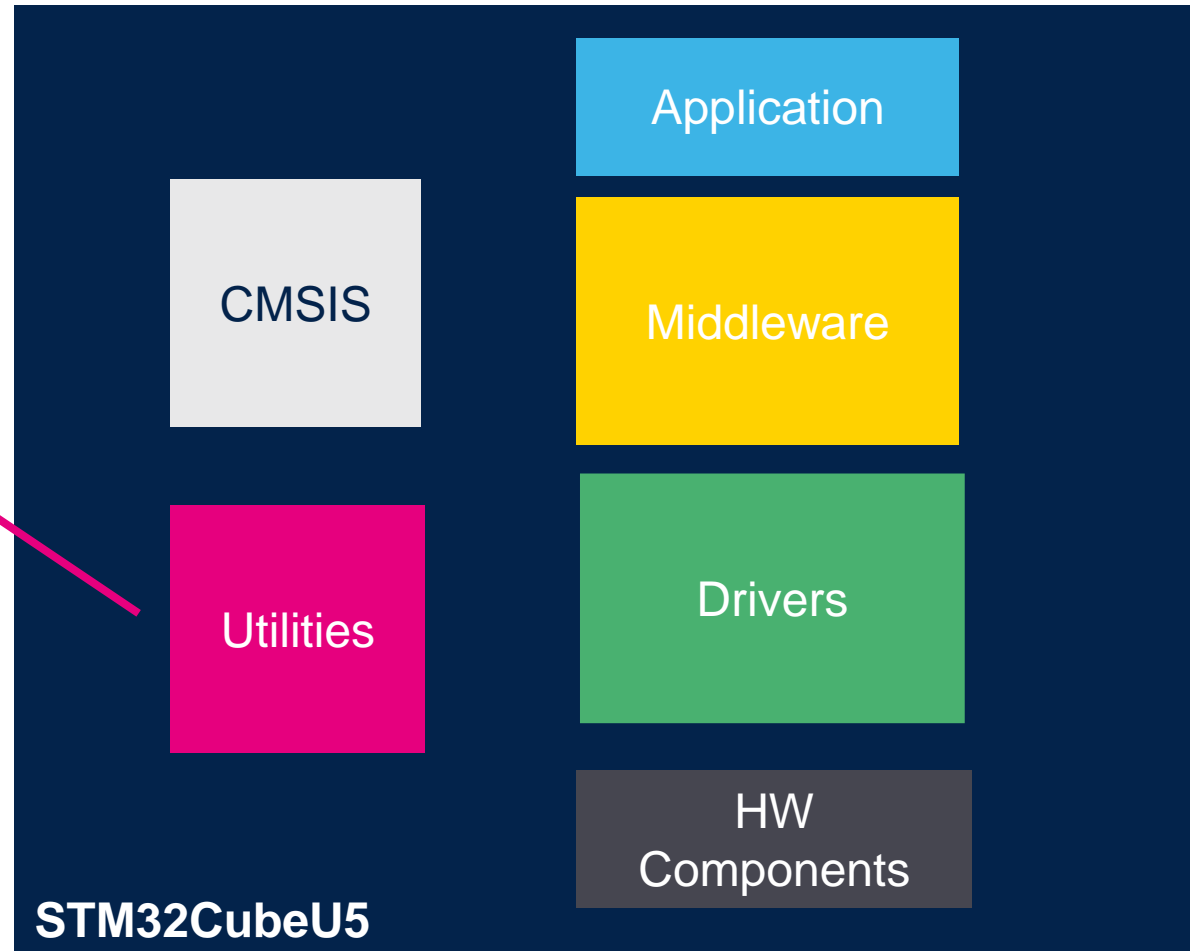 Application
CMSIS
Middleware
Utilities
Drivers
HW
Components
STM32CubeU5